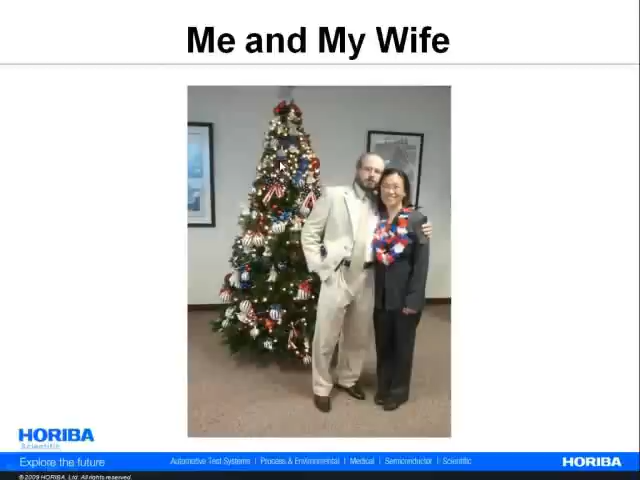 Me and My Wife
HORIBA
Scientific
Explore the future
Automotive Test Systems | Process & Environmental | Medical | Semiconductor | Scientific
HORIBA
© 2009 HORIBA, Ltd. All rights reserved.